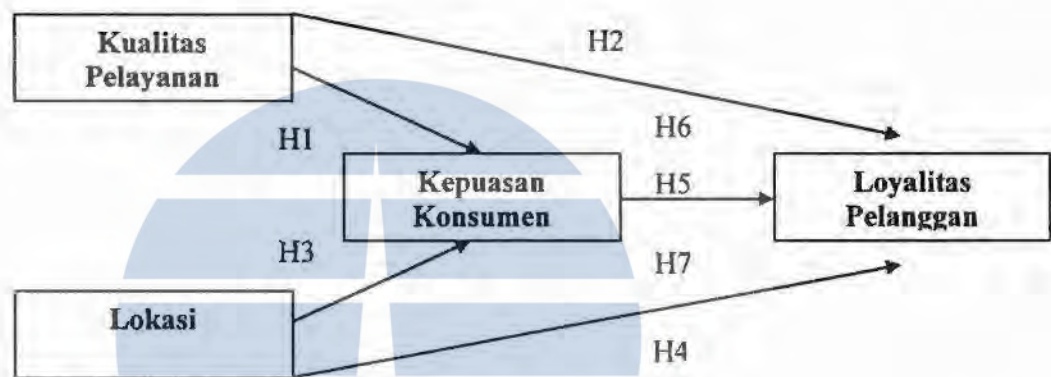 Kualitas
Pelayanan
H2
H1
H6
Kepuasan
Konsumen
H5
Loyalitas
Pelanggan
H3
H7
Lokasi
H4